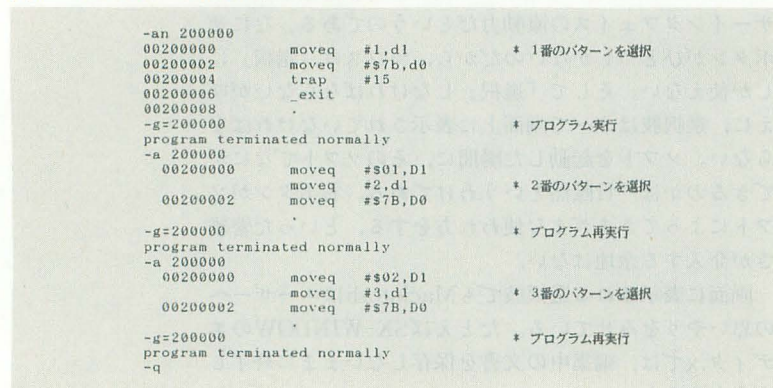 -an 200000
00200000 moveq #1,d1 * 1番のパターンを選択
00200002 moveq #$7b,d0
00200004 trap #15
00200006 _exit
00200008 .
-g=200000 * プログラム実行
program terminated normally
-a 200000
00200000 moveq #$01,D1
moveq #2,d1 * 2番のパターンを選択
00200002 moveq #$7B,D0
.
-g=200000 * プログラム再実行
program terminated normally
-a 200000
00200000 moveq #$02,D1
moveq #3,d1 * 3番のパターンを選択
00200002 moveq #$7B,D0
.
-g=200000 * プログラム再実行
program terminated normally
-q